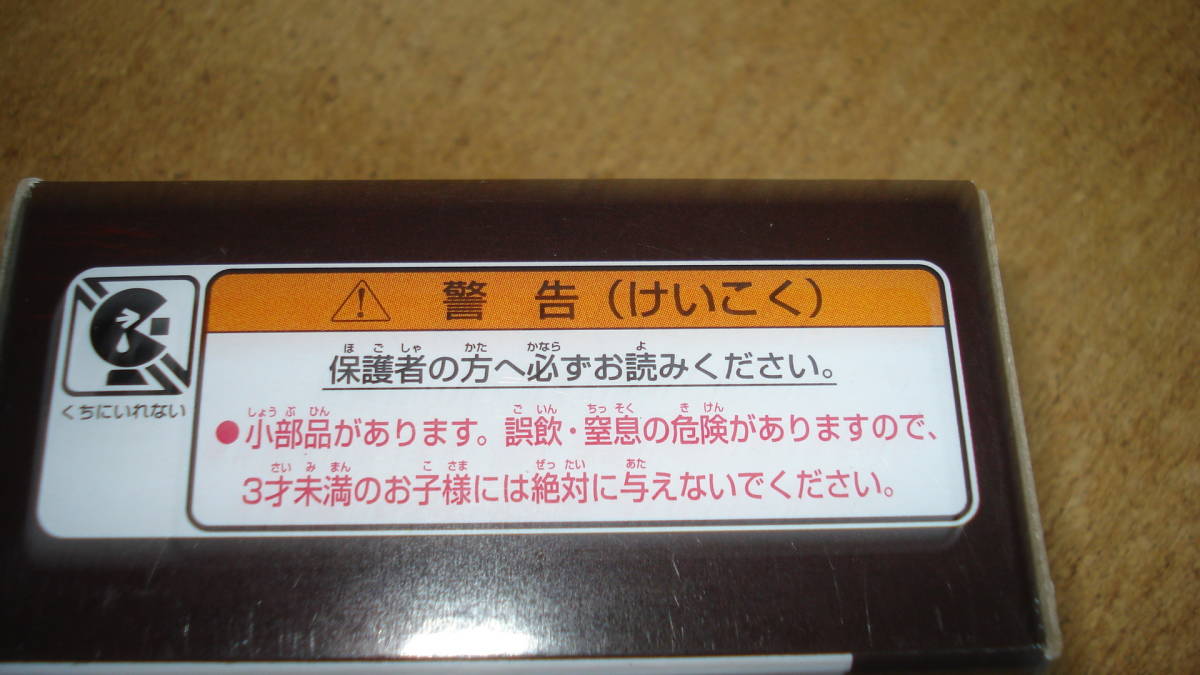 警 告（けいこく）
ほごしゃ かた かなら よ
保護者の方へ必ずお読みください。
くちにいれない
しょうぶひん ごいん ちっそく きけん
●小部品があります。誤飲・窒息の危険がありますので、
さいみまん こさま ぜったい あた
3才未満のお子様には絶対に与えないでください。